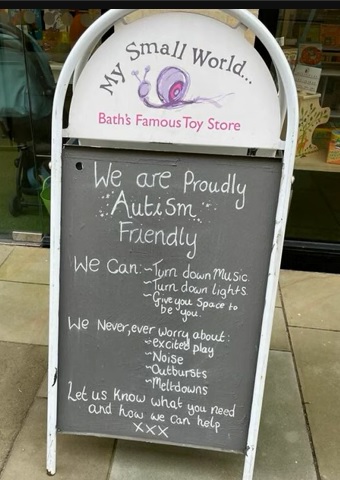 My Small World...
Bath's Famous Toy Store
We are Proudly
Autism
Friendly
We Can:-~Turn down Music.
~Turn down lights.
~Give you Space to
be you.
We Never, ever worry about:
~excited play
~Noise
~Outbursts
~Meltdowns
Let us know what you need
and how we can help
xxx